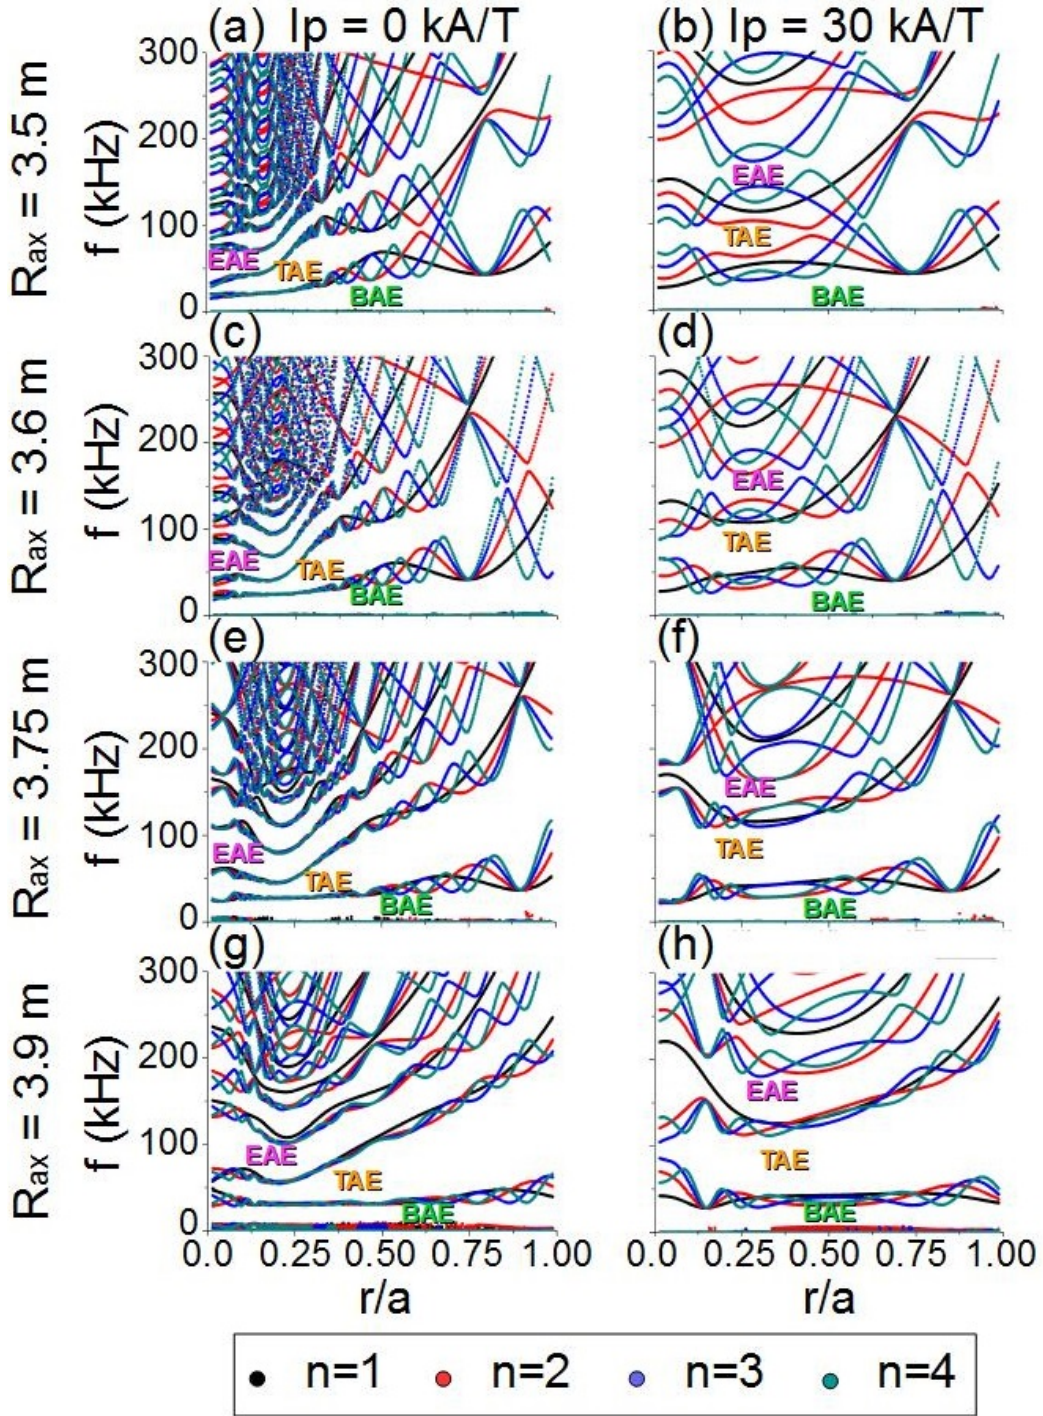 (a) Ip = 0 kA/T
(b) Ip = 30 kA/T
Rax = 3.5 m
f (kHz)
300
200
100
0
EAE
TAE
BAE
EAE
TAE
BAE
(c)
(d)
Rax = 3.6 m
f (kHz)
300
200
100
0
EAE
TAE
BAE
EAE
TAE
BAE
(e)
(f)
Rax = 3.75 m
f (kHz)
300
200
100
0
EAE
TAE
BAE
EAE
TAE
BAE
(g)
(h)
Rax = 3.9 m
f (kHz)
300
200
100
0
EAE
TAE
BAE
EAE
TAE
BAE
0.0 0.25 0.50 0.75 1.00
0.0 0.25 0.50 0.75 1.00
r/a
r/a
n=1 n=2 n=3 n=4